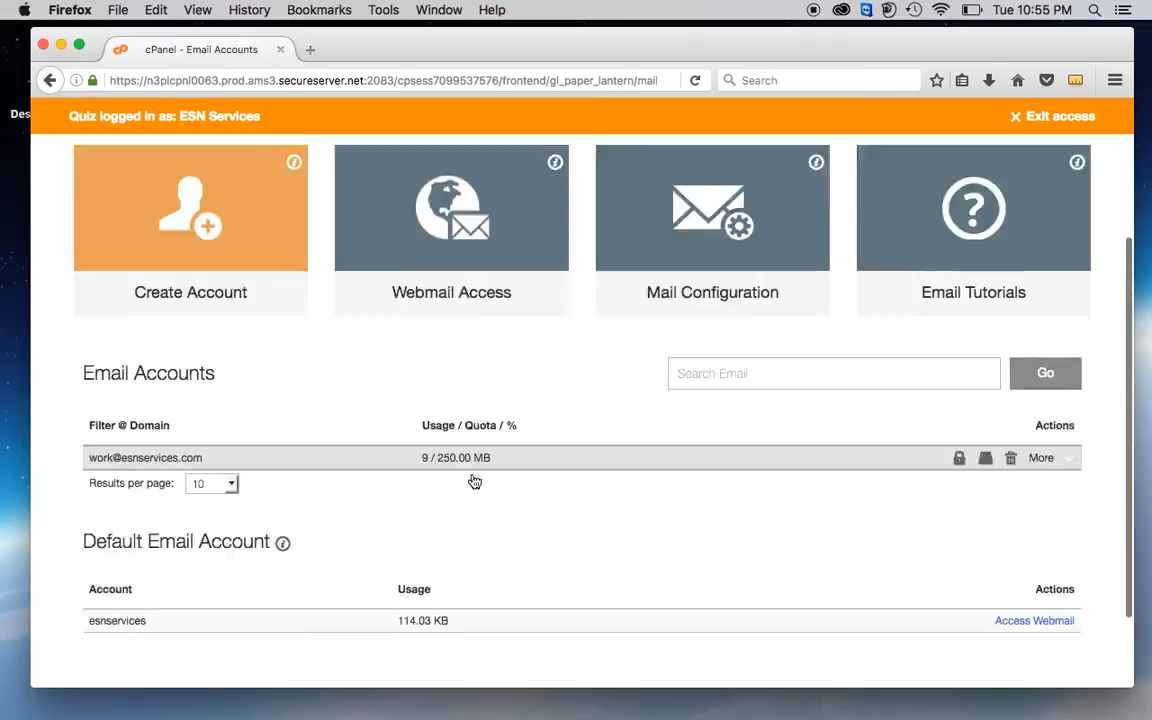 Firefox File Edit View History Bookmarks Tools Window Help Tue 10:55 PM
cPanel - Email Accounts
https://n3plcpnl0063.prod.ams3.secureserver.net:2083/cpsess7099537576/frontend/gl_paper_lantern/mail
Search
Des
Quiz logged in as: ESN Services
Exit access
Create Account
Webmail Access
Mail Configuration
Email Tutorials
Email Accounts
Search Email
Go
Filter @ Domain Usage / Quota / % Actions
work@esnservices.com 9 / 250.00 MB More
Results per page: 10
Default Email Account
Account Usage Actions
esnservices 114.03 KB Access Webmail